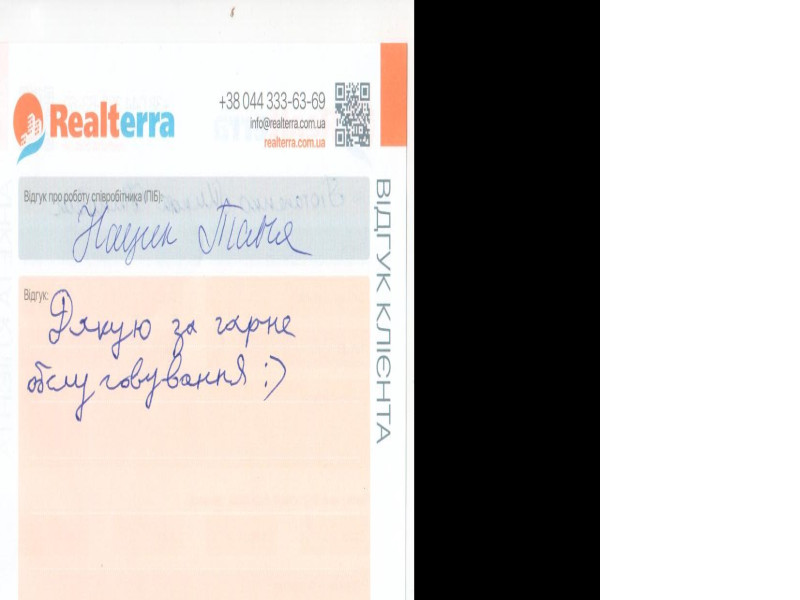 Realterra
+38 044 333-63-69
info@realterra.com.ua
realterra.com.ua
Відгук про роботу співробітника (ПІБ):
Таня
ВІДГУК КЛІЄНТА
Відгук:
Дякую за гарне
обслуговування :)